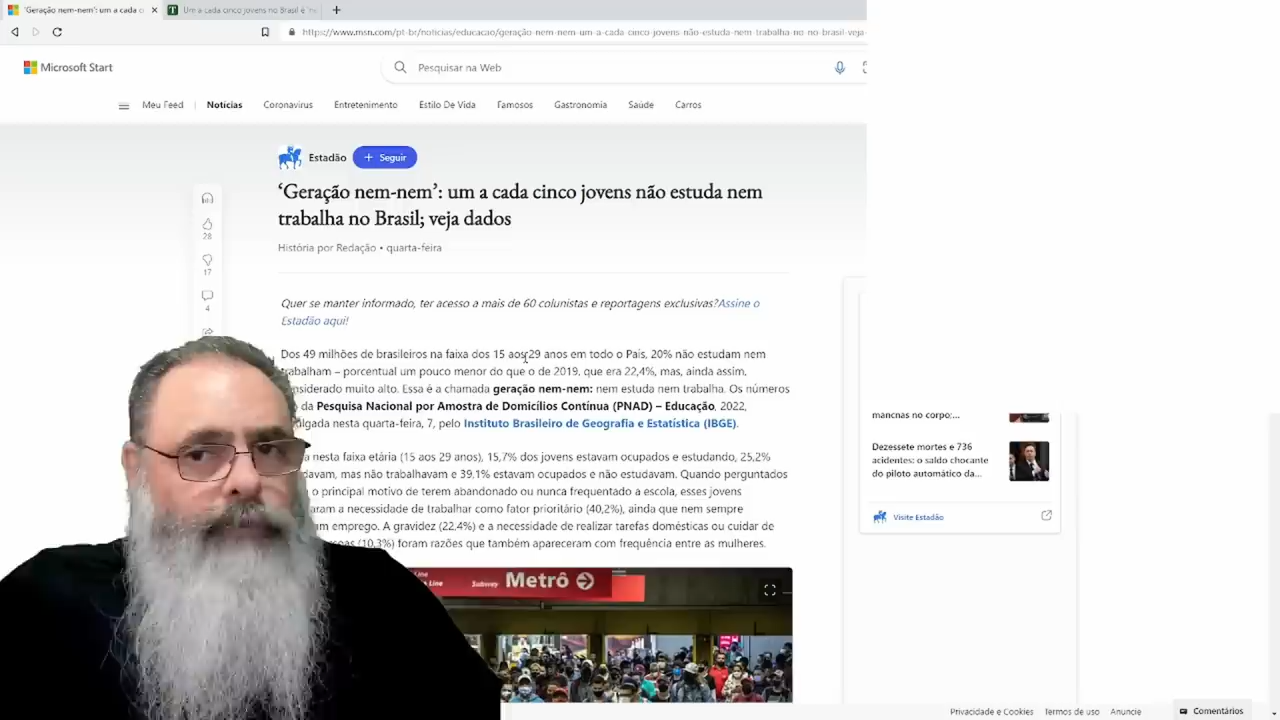 'Geração nem-nem': um a cada c
Um a cada cinco jovens no Brasil é
https://www.msn.com/pt-br/noticias/educacao/geração-nem-nem-um-a-cada-cinco-jovens-não-estuda-nem-trabalha-no-no-brasil-veja-
Microsoft Start
Pesquisar na Web
Meu Feed
Notícias
Coronavirus
Entretenimento
Estilo De Vida
Famosos
Gastronomia
Saúde
Carros
Estadão
+ Seguir
‘Geração nem-nem’: um a cada cinco jovens não estuda nem
trabalha no Brasil; veja dados
História por Redação • quarta-feira
28
17
4
Quer se manter informado, ter acesso a mais de 60 colunistas e reportagens exclusivas?Assine o
Estadão aqui!
Dos 49 milhões de brasileiros na faixa dos 15 aos 29 anos em todo o País, 20% não estudam nem
trabalham – porcentual um pouco menor do que o de 2019, que era 22,4%, mas, ainda assim,
onsiderado muito alto. Essa é a chamada geração nem-nem: nem estuda nem trabalha. Os números
da Pesquisa Nacional por Amostra de Domicílios Contínua (PNAD) – Educação, 2022,
ulgada nesta quarta-feira, 7, pelo Instituto Brasileiro de Geografia e Estatística (IBGE).
nesta faixa etária (15 aos 29 anos), 15,7% dos jovens estavam ocupados e estudando, 25,2%
davam, mas não trabalhavam e 39,1% estavam ocupados e não estudavam. Quando perguntados
o principal motivo de terem abandonado ou nunca frequentado a escola, esses jovens
aram a necessidade de trabalhar como fator prioritário (40,2%), ainda que nem sempre
um emprego. A gravidez (22,4%) e a necessidade de realizar tarefas domésticas ou cuidar de
soas (10,3%) foram razões que também apareceram com frequência entre as mulheres.
Line
Subway
Metrô
manchas no corpo;...
Dezessete mortes e 736
acidentes: o saldo chocante
do piloto automático da...
Visite Estadão
Privacidade e Cookies
Termos de uso
Anuncie
Comentários